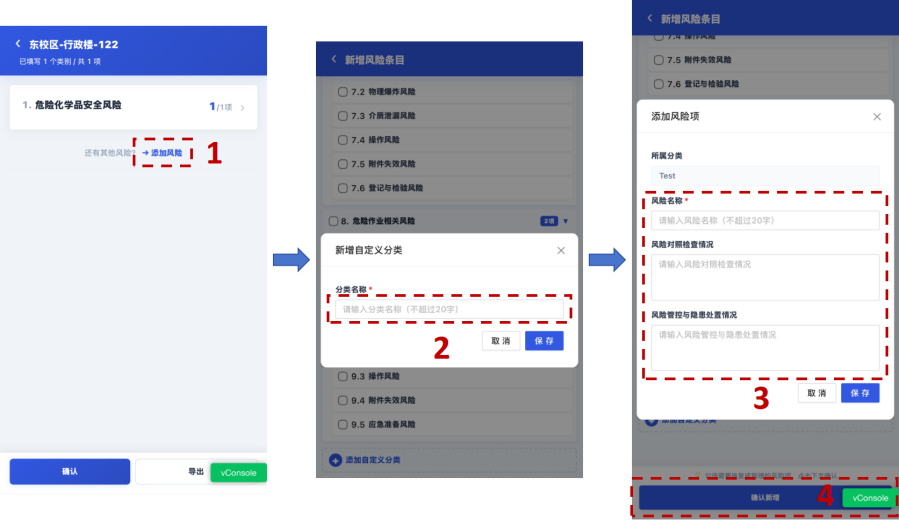 东校区-行政楼-122
已填写 1 个类别 / 共 1 项
1. 危险化学品安全风险
1/1项
还有其他风险? → 添加风险
1
确认
导出
vConsole
新增风险条目
7.2 物理爆炸风险
7.3 介质泄漏风险
7.4 操作风险
7.5 附件失效风险
7.6 登记与检验风险
8. 危险作业相关风险
2项
新增自定义分类
分类名称 *
请输入分类名称（不超过20字）
2
取 消
保 存
9.3 操作风险
9.4 附件失效风险
9.5 应急准备风险
添加自定义分类
新增风险条目
7.4 操作风险
7.5 附件失效风险
7.6 登记与检验风险
添加风险项
所属分类
Test
风险名称 *
请输入风险名称（不超过20字）
风险对照检查情况
请输入风险对照检查情况
风险管控与隐患处置情况
请输入风险管控与隐患处置情况
3
取 消
保 存
添加自定义分类
确认新增
4
vConsole